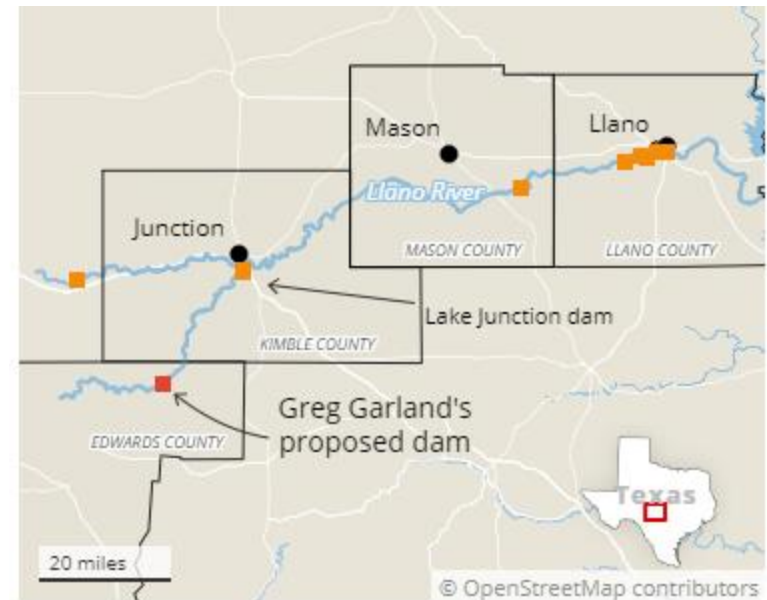 Mason
Llano
Llano River
Junction
MASON COUNTY
LLANO COUNTY
Lake Junction dam
KIMBLE COUNTY
Greg Garland's
proposed dam
EDWARDS COUNTY
Texas
20 miles
© OpenStreetMap contributors